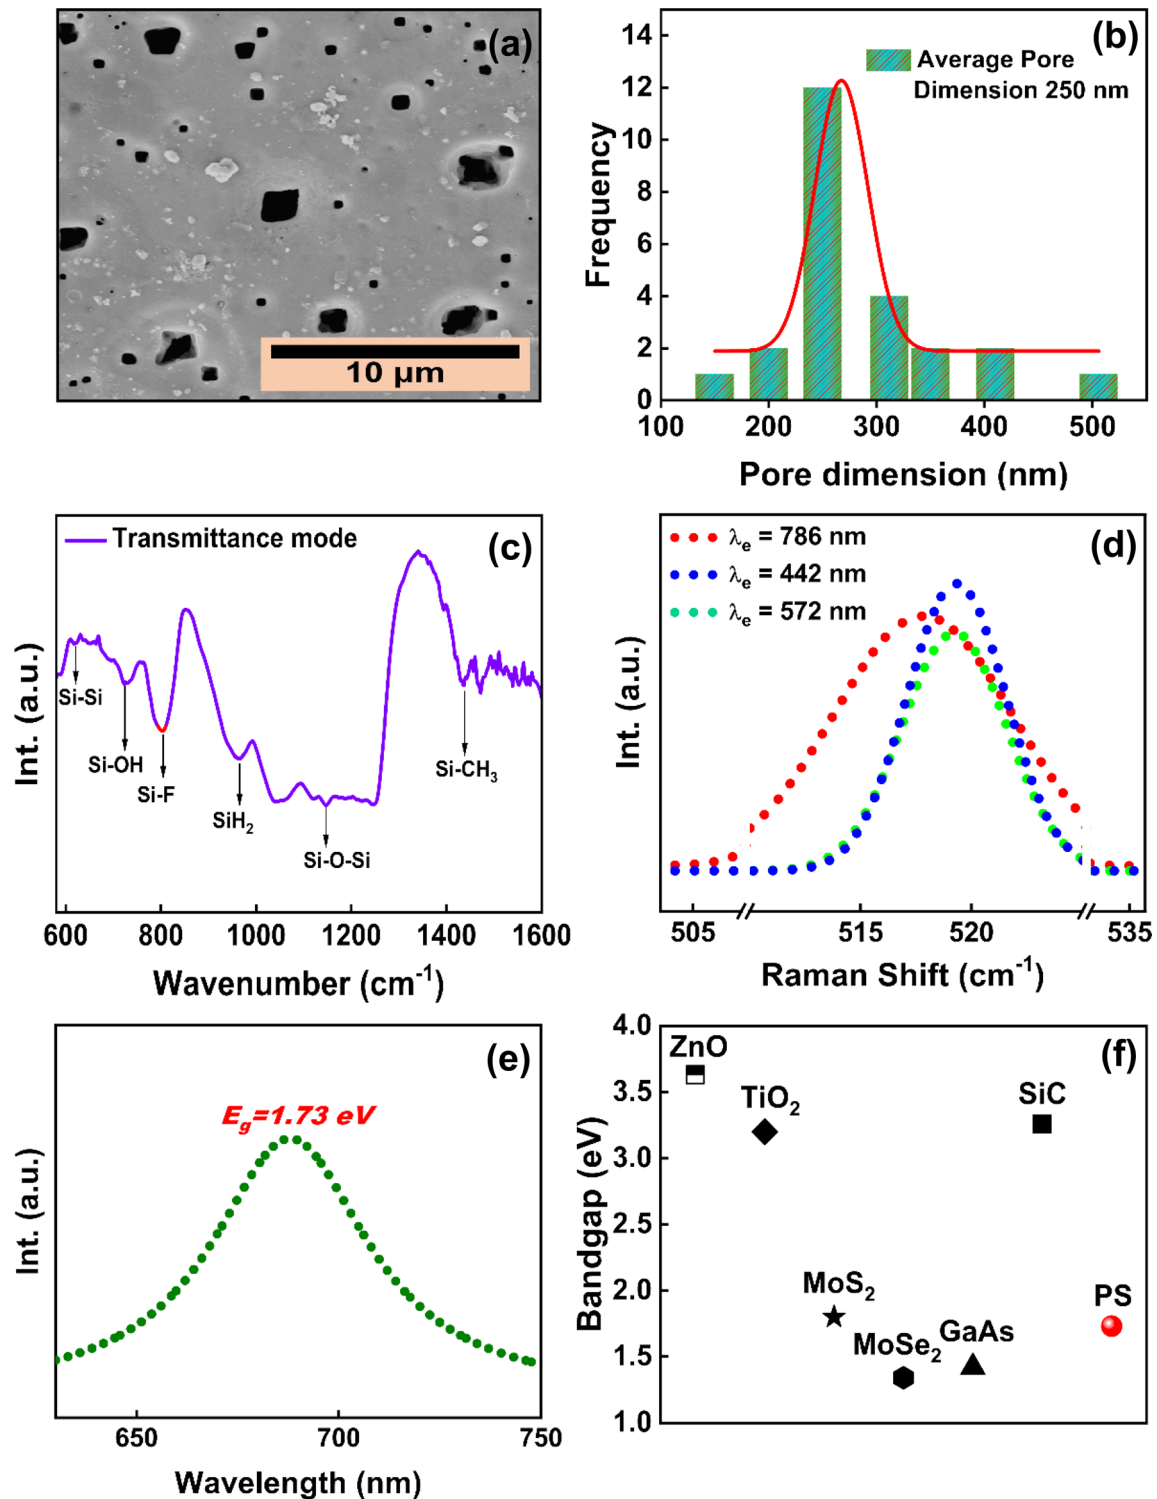 (a)
10 µm
(b)
Average Pore
Dimension 250 nm
14
12
10
8
6
4
2
0
Frequency
100 200 300 400 500
Pore dimension (nm)
(c)
Transmittance mode
Si-Si
Si-OH
Si-F
SiH₂
Si-O-Si
Si-CH₃
Int. (a.u.)
600 800 1000 1200 1400 1600
Wavenumber (cm⁻¹)
(d)
λₑ = 786 nm
λₑ = 442 nm
λₑ = 572 nm
Int. (a.u.)
505 515 520 535
Raman Shift (cm⁻¹)
(e)
E_g=1.73 eV
Int. (a.u.)
650 700 750
Wavelength (nm)
(f)
4.0
3.5
3.0
2.5
2.0
1.5
1.0
Bandgap (eV)
ZnO
TiO₂
SiC
MoS₂
MoSe₂
GaAs
PS